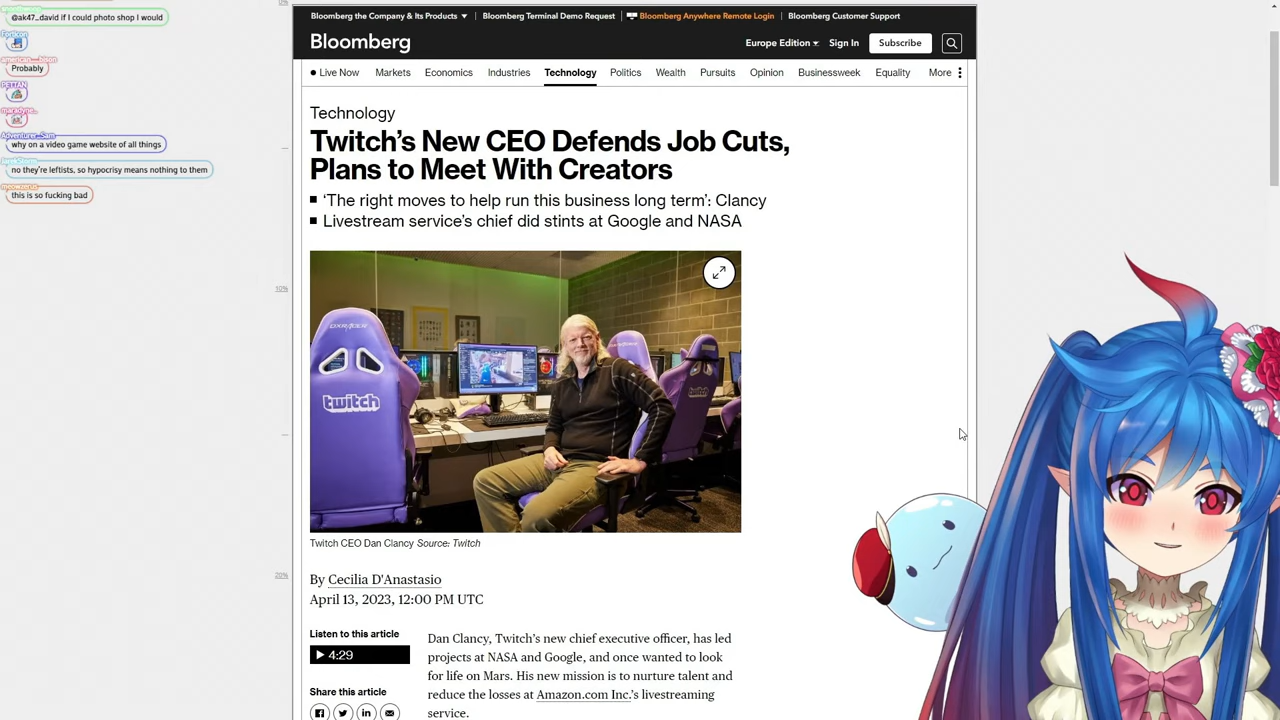 @ak47_david if I could photo shop I would
Probably
why on a video game website of all things
no they're leftists, so hypocrisy means nothing to them
this is so fucking bad
0%
10%
20%
Bloomberg the Company & Its Products ▼ | Bloomberg Terminal Demo Request | Bloomberg Anywhere Remote Login | Bloomberg Customer Support
Bloomberg
Europe Edition Sign In Subscribe
Live Now Markets Economics Industries Technology Politics Wealth Pursuits Opinion Businessweek Equality More
Technology
Twitch's New CEO Defends Job Cuts,
Plans to Meet With Creators
■ 'The right moves to help run this business long term': Clancy
■ Livestream service's chief did stints at Google and NASA
DXRACER
twitch
twitch
Twitch CEO Dan Clancy Source: Twitch
By Cecilia D'Anastasio
April 13, 2023, 12:00 PM UTC
Listen to this article
4:29
Share this article
Dan Clancy, Twitch's new chief executive officer, has led
projects at NASA and Google, and once wanted to look
for life on Mars. His new mission is to nurture talent and
reduce the losses at Amazon.com Inc.'s livestreaming
service.